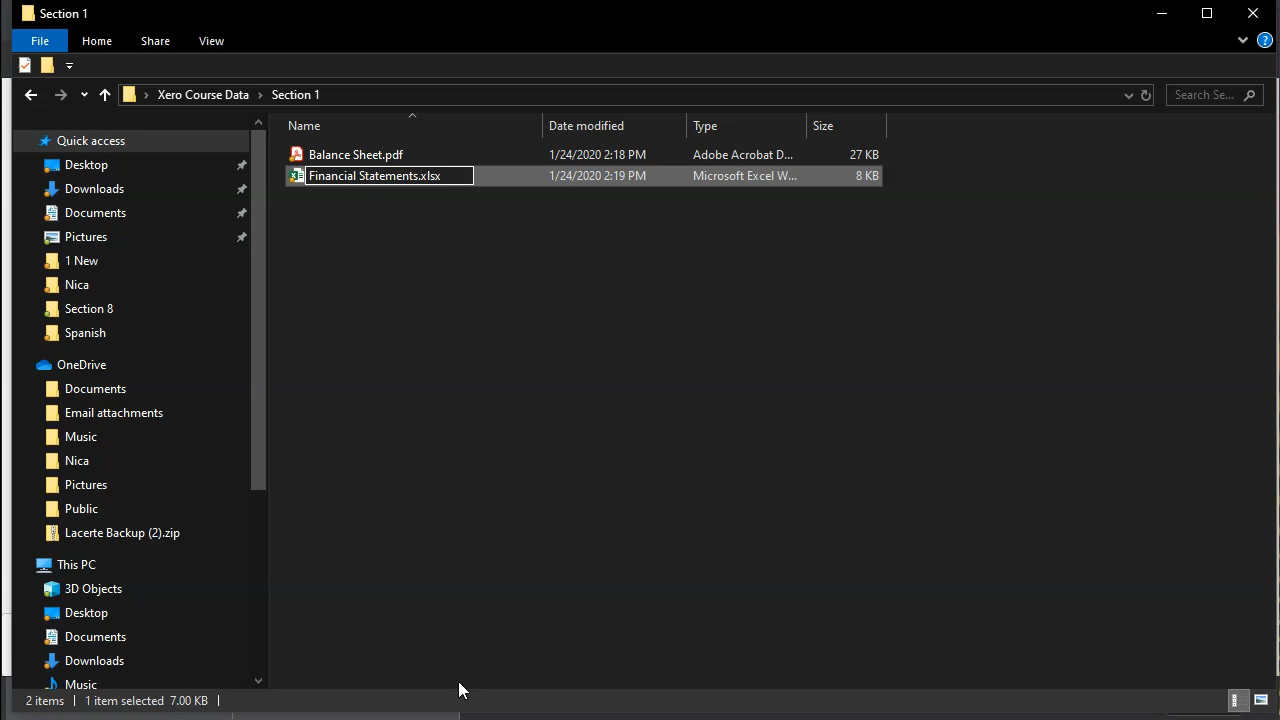 Section 1
File Home Share View
Xero Course Data Section 1 Search Se...
Name Date modified Type Size
Balance Sheet.pdf 1/24/2020 2:18 PM Adobe Acrobat D... 27 KB
Financial Statements.xlsx 1/24/2020 2:19 PM Microsoft Excel W... 8 KB
Quick access
Desktop
Downloads
Documents
Pictures
1 New
Nica
Section 8
Spanish
OneDrive
Documents
Email attachments
Music
Nica
Pictures
Public
Lacerte Backup (2).zip
This PC
3D Objects
Desktop
Documents
Downloads
Music
2 items 1 item selected 7.00 KB